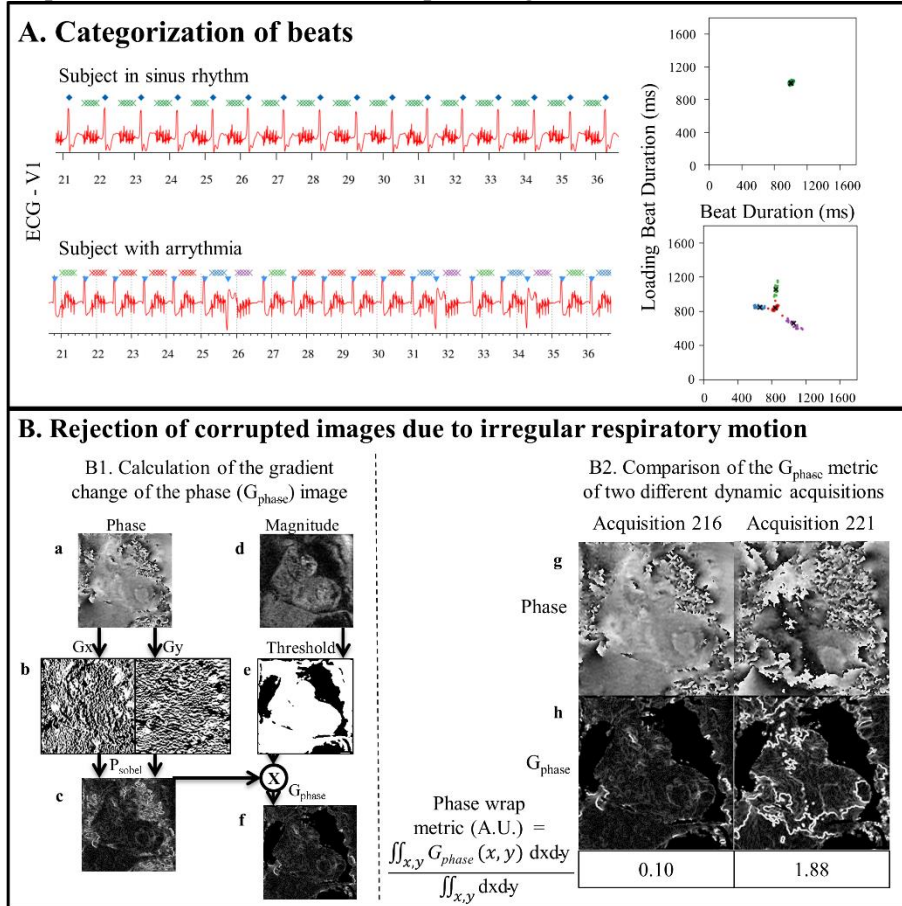 A. Categorization of beats
Subject in sinus rhythm
ECG - V1
21 22 23 24 25 26 27 28 29 30 31 32 33 34 35 36
Subject with arrythmia
21 22 23 24 25 26 27 28 29 30 31 32 33 34 35 36
Loading Beat Duration (ms)
1600
1200
800
400
0
0 400 800 1200 1600
Beat Duration (ms)
1600
1200
800
400
0
0 400 800 1200 1600
B. Rejection of corrupted images due to irregular respiratory motion
B1. Calculation of the gradient
change of the phase (Gphase) image
Phase
a
Magnitude
d
Gx Gy
b
Threshold
e
Psobel
c
X
Gphase
f
B2. Comparison of the Gphase metric
of two different dynamic acquisitions
Acquisition 216 Acquisition 221
g
Phase
h
Gphase
Phase wrap
metric (A.U.) =
∬x,y Gphase (x, y) dxdy
∬x,y dxdy
0.10 1.88